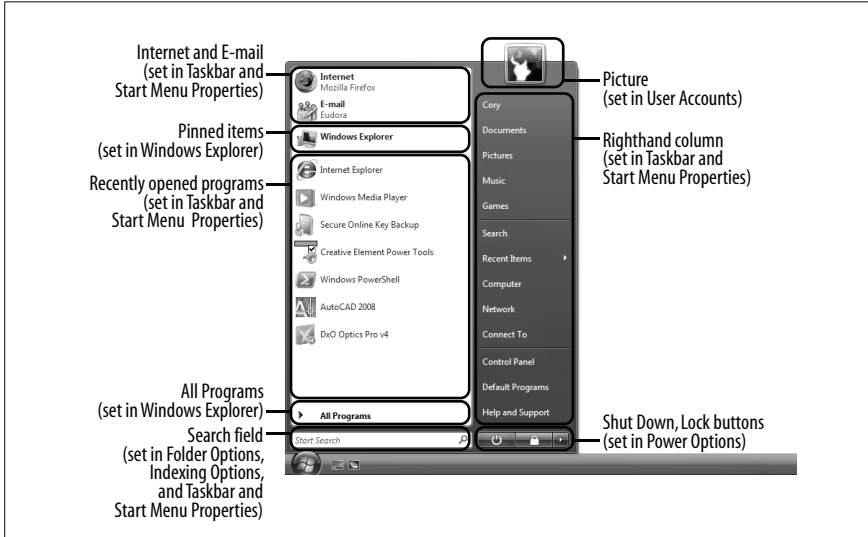 Internet and E-mail
(set in Taskbar and
Start Menu Properties)
Pinned items
(set in Windows Explorer)
Recently opened programs
(set in Taskbar and
Start Menu Properties)
All Programs
(set in Windows Explorer)
Search field
(set in Folder Options,
Indexing Options,
and Taskbar and
Start Menu Properties)
Internet
Mozilla Firefox
E-mail
Eudora
Windows Explorer
Internet Explorer
Windows Media Player
Secure Online Key Backup
Creative Element Power Tools
Windows PowerShell
AutoCAD 2008
DxO Optics Pro v4
All Programs
Start Search
Cory
Documents
Pictures
Music
Games
Search
Recent Items
Computer
Network
Connect To
Control Panel
Default Programs
Help and Support
Picture
(set in User Accounts)
Righthand column
(set in Taskbar and
Start Menu Properties)
Shut Down, Lock buttons
(set in Power Options)